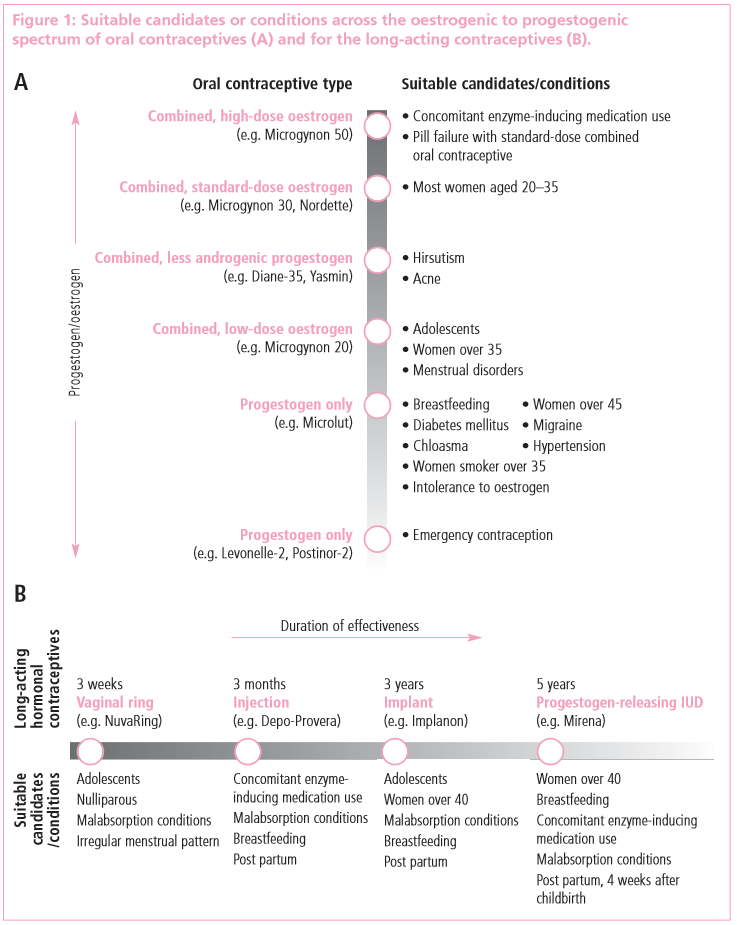 Figure 1: Suitable candidates or conditions across the oestrogenic to progestogenic
spectrum of oral contraceptives (A) and for the long-acting contraceptives (B).
A
Oral contraceptive type
Suitable candidates/conditions
Progestogen/oestrogen
Combined, high-dose oestrogen
(e.g. Microgynon 50)
• Concomitant enzyme-inducing medication use
• Pill failure with standard-dose combined
oral contraceptive
Combined, standard-dose oestrogen
(e.g. Microgynon 30, Nordette)
• Most women aged 20–35
Combined, less androgenic progestogen
(e.g. Diane-35, Yasmin)
• Hirsutism
• Acne
Combined, low-dose oestrogen
(e.g. Microgynon 20)
• Adolescents
• Women over 35
• Menstrual disorders
Progestogen only
(e.g. Microlut)
• Breastfeeding • Women over 45
• Diabetes mellitus • Migraine
• Chloasma • Hypertension
• Women smoker over 35
• Intolerance to oestrogen
Progestogen only
(e.g. Levonelle-2, Postinor-2)
• Emergency contraception
B
Duration of effectiveness
Long-acting
hormonal
contraceptives
3 weeks
Vaginal ring
(e.g. NuvaRing)
3 months
Injection
(e.g. Depo-Provera)
3 years
Implant
(e.g. Implanon)
5 years
Progestogen-releasing IUD
(e.g. Mirena)
Suitable
candidates
/conditions
Adolescents
Nulliparous
Malabsorption conditions
Irregular menstrual pattern
Concomitant enzyme-
inducing medication use
Malabsorption conditions
Breastfeeding
Post partum
Adolescents
Women over 40
Malabsorption conditions
Breastfeeding
Post partum
Women over 40
Breastfeeding
Concomitant enzyme-inducing
medication use
Malabsorption conditions
Post partum, 4 weeks after
childbirth